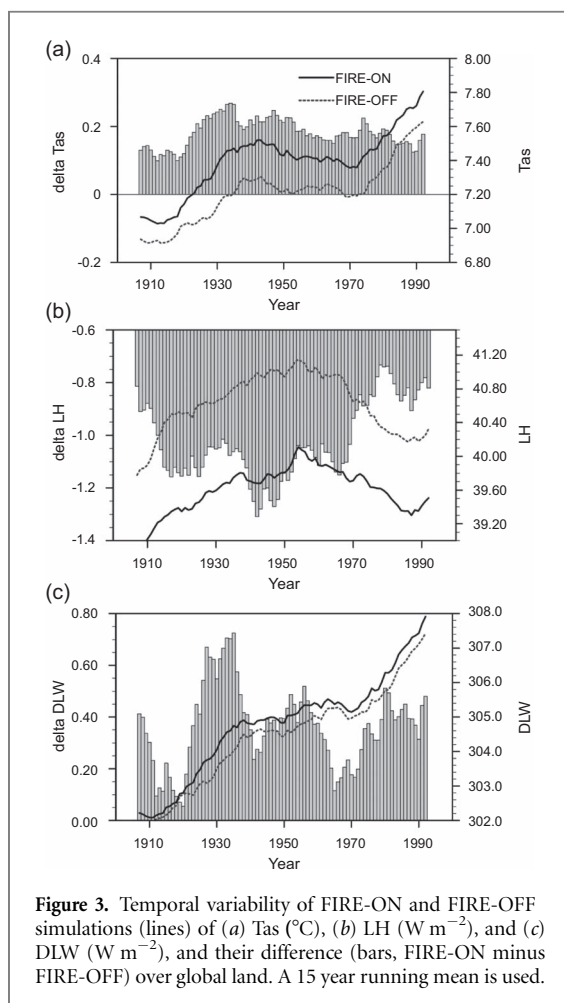 (a)
0.4
0.2
0
-0.2
delta Tas
FIRE-ON
FIRE-OFF
8.00
7.80
7.60
7.40
7.20
7.00
6.80
Tas
1910 1930 1950 1970 1990
Year
(b)
-0.6
-0.8
-1.0
-1.2
-1.4
delta LH
41.20
40.80
40.40
40.00
39.60
39.20
LH
1910 1930 1950 1970 1990
Year
(c)
0.80
0.60
0.40
0.20
0.00
delta DLW
308.0
307.0
306.0
305.0
304.0
303.0
302.0
DLW
1910 1930 1950 1970 1990
Year
Figure 3. Temporal variability of FIRE-ON and FIRE-OFF
simulations (lines) of (a) Tas (°C), (b) LH (W m⁻²), and (c)
DLW (W m⁻²), and their difference (bars, FIRE-ON minus
FIRE-OFF) over global land. A 15 year running mean is used.